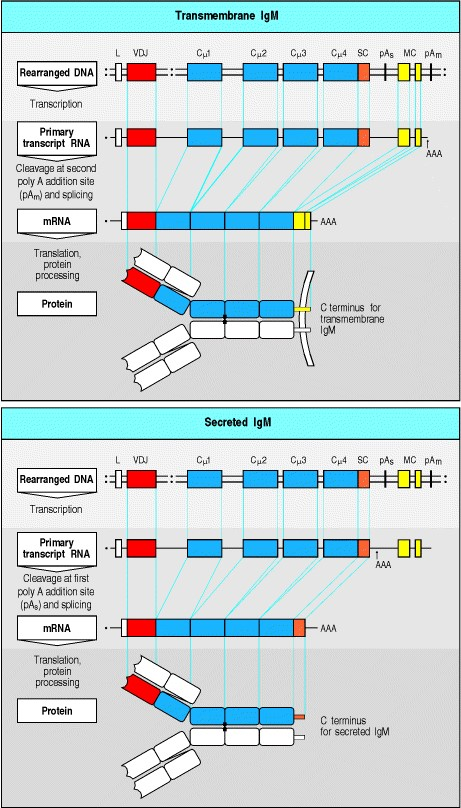 Transmembrane IgM
L VDJ Cμ1 Cμ2 Cμ3 Cμ4 SC pAs MC pAm
Rearranged DNA
Transcription
Primary
transcript RNA
AAA
Cleavage at second
poly A addition site
(pAm) and splicing
mRNA
AAA
Translation,
protein
processing
Protein
C terminus for
transmembrane
IgM
Secreted IgM
L VDJ Cμ1 Cμ2 Cμ3 Cμ4 SC pAs MC pAm
Rearranged DNA
Transcription
Primary
transcript RNA
AAA
Cleavage at first
poly A addition site
(pAs) and splicing
mRNA
AAA
Translation,
protein
processing
Protein
C terminus
for secreted IgM